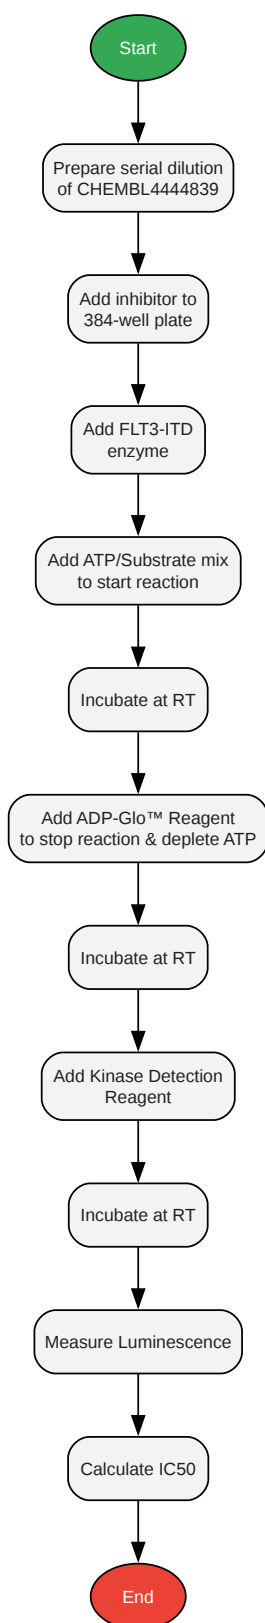 Start
Prepare serial dilution
of CHEMBL4444839
Add inhibitor to
384-well plate
Add FLT3-ITD
enzyme
Add ATP/Substrate mix
to start reaction
Incubate at RT
Add ADP-Glo™ Reagent
to stop reaction & deplete ATP
Incubate at RT
Add Kinase Detection
Reagent
Incubate at RT
Measure Luminescence
Calculate IC50
End